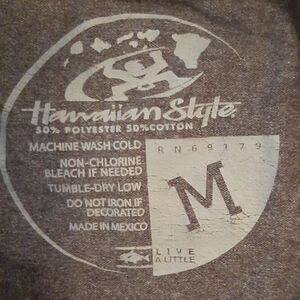 Hawaiian Style
50% POLYESTER 50% COTTON
MACHINE WASH COLD
NON-CHLORINE
BLEACH IF NEEDED
TUMBLE-DRY LOW
DO NOT IRON IF
DECORATED
MADE IN MEXICO
RN69179
M
LIVE
A LITTLE